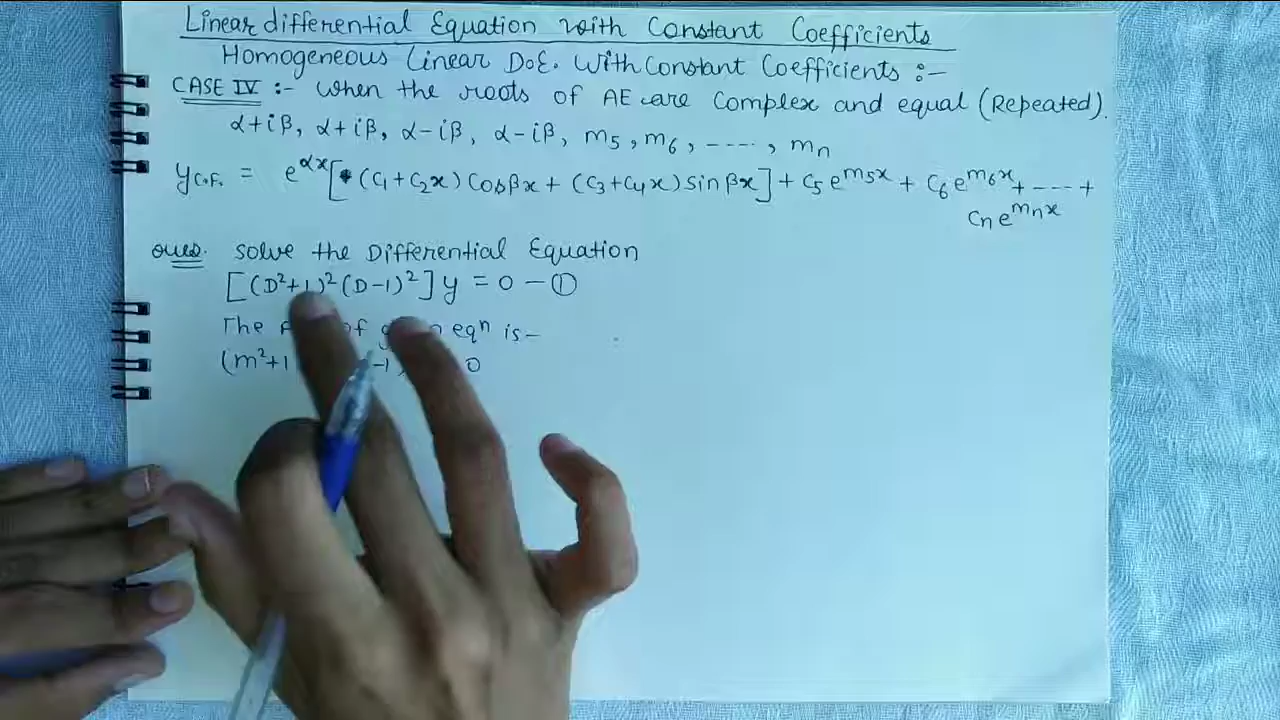 Linear differential Equation with Constant Coefficients
Homogeneous Linear D.E. With Constant Coefficients :-
CASE IV :- When the roots of AE are Complex and equal (Repeated).
α+iβ, α+iβ, α-iβ, α-iβ, m5, m6, ----, mn
yC.F. = e^αx[(C1+C2x)Cosβx + (C3+C4x)sinβx] + C5e^m5x + C6e^m6x + ---- +
Cne^mnx
Ques. Solve the Differential Equation
[(D²+1)²(D-1)²]y = 0 - ①
The of eqn is-
(m²+1 -1) 0